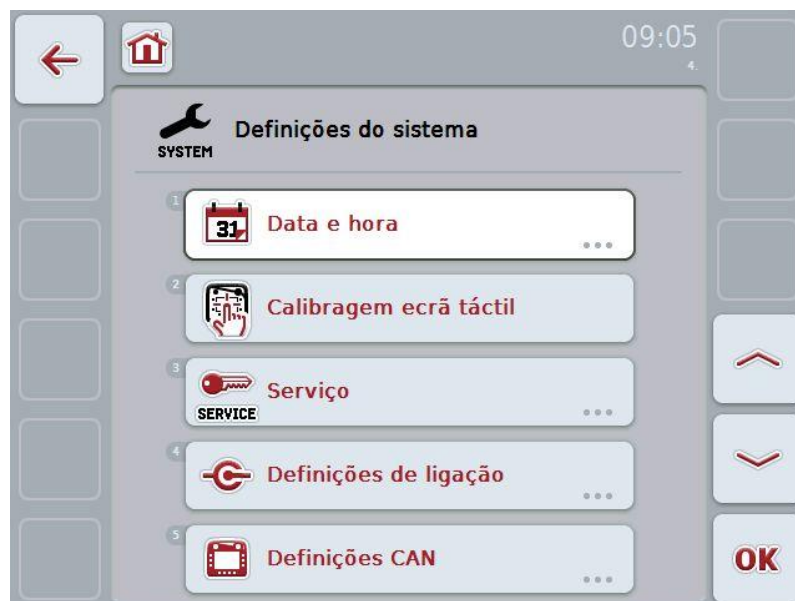 09:05
4.
SYSTEM
Definições do sistema
1
31
Data e hora
2
Calibragem ecrã táctil
3
SERVICE
Serviço
4
Definições de ligação
5
Definições CAN
OK